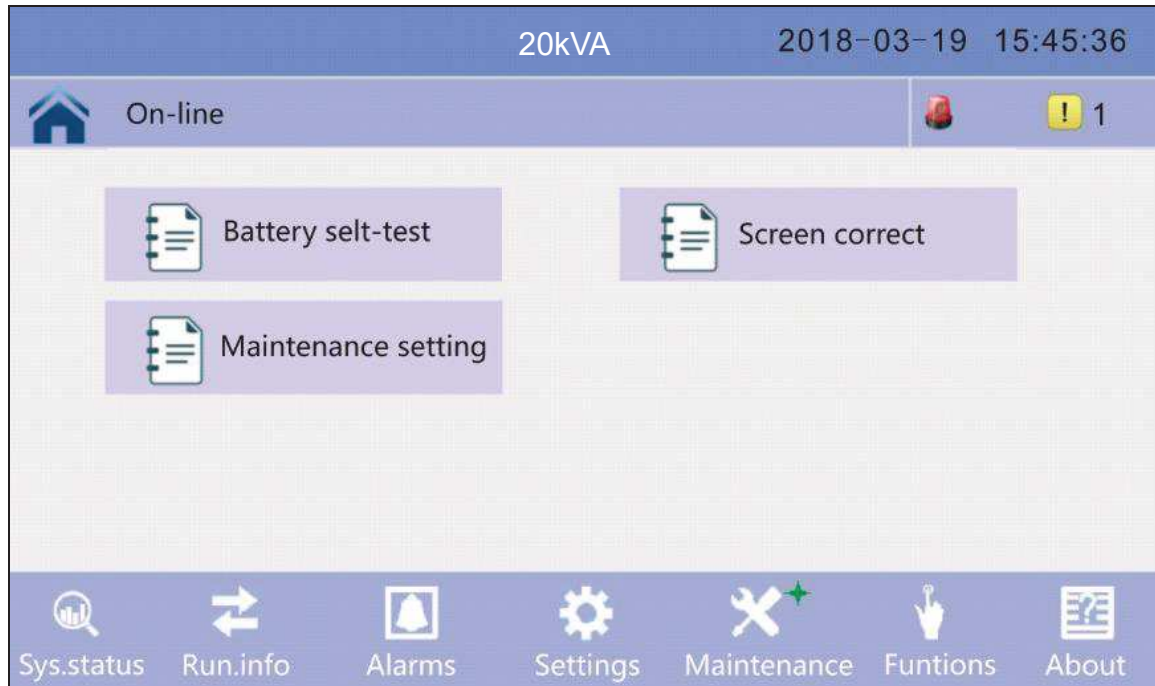 20kVA 2018-03-19 15:45:36
On-line ! 1
Battery selt-test Screen correct
Maintenance setting
Sys.status Run.info Alarms Settings Maintenance Funtions About